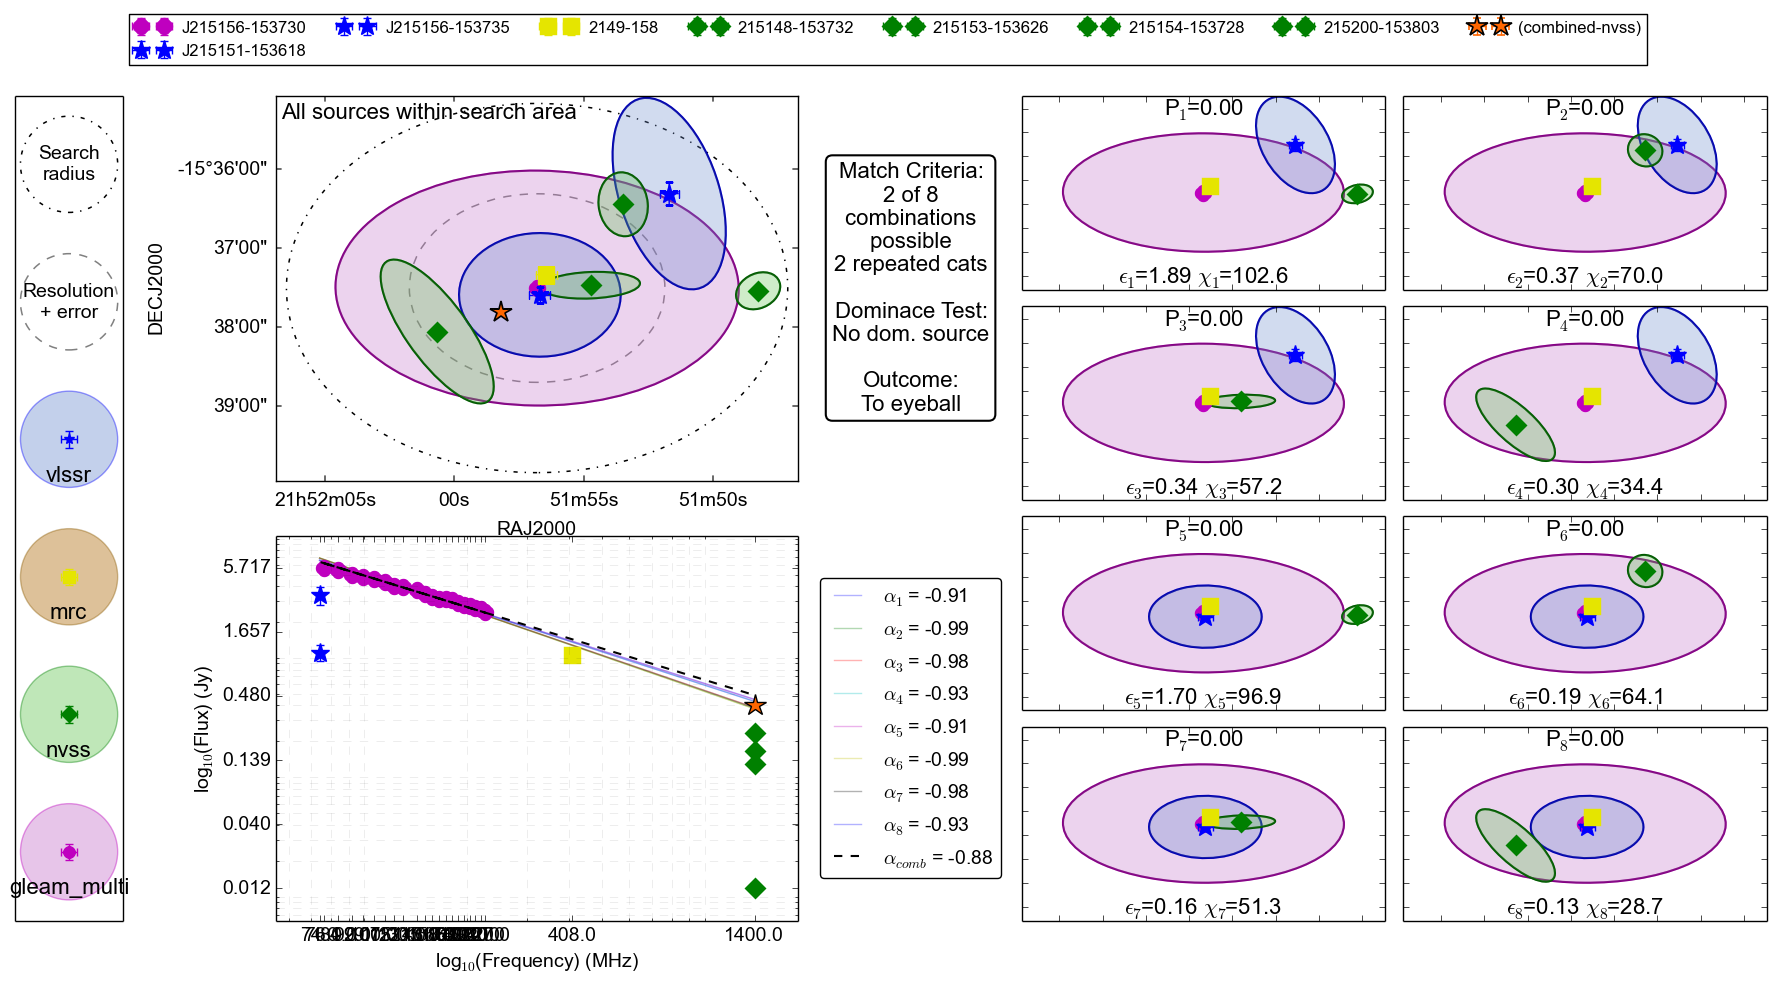 J215156-153730
J215156-153735
2149-158
215148-153732
215153-153626
215154-153728
215200-153803
(combined-nvss)
J215151-153618
Search
radius
Resolution
+ error
vlssr
mrc
nvss
gleam_multi
All sources within search area
DECJ2000
-15°36'00"
37'00"
38'00"
39'00"
21h52m05s
00s
51m55s
51m50s
RAJ2000
Match Criteria:
2 of 8
combinations
possible
2 repeated cats
Dominace Test:
No dom. source
Outcome:
To eyeball
log₁₀(Flux) (Jy)
5.717
1.657
0.480
0.139
0.040
0.012
408.0
1400.0
log₁₀(Frequency) (MHz)
α₁ = -0.91
α₂ = -0.99
α₃ = -0.98
α₄ = -0.93
α₅ = -0.91
α₆ = -0.99
α₇ = -0.98
α₈ = -0.93
α_comb = -0.88
P₁=0.00
ϵ₁=1.89 χ₁=102.6
P₂=0.00
ϵ₂=0.37 χ₂=70.0
P₃=0.00
ϵ₃=0.34 χ₃=57.2
P₄=0.00
ϵ₄=0.30 χ₄=34.4
P₅=0.00
ϵ₅=1.70 χ₅=96.9
P₆=0.00
ϵ₆=0.19 χ₆=64.1
P₇=0.00
ϵ₇=0.16 χ₇=51.3
P₈=0.00
ϵ₈=0.13 χ₈=28.7